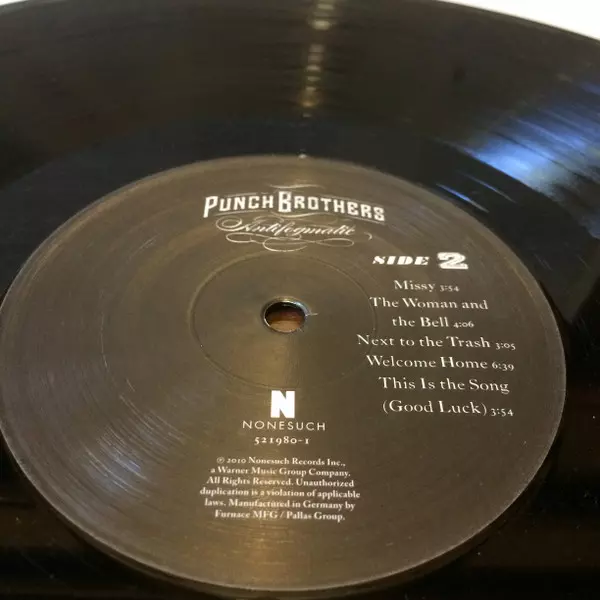 PUNCH BROTHERS
Antifogmatic
SIDE 2
Missy 3:54
The Woman and
the Bell 4:06
Next to the Trash 3:05
Welcome Home 6:39
This Is the Song
(Good Luck) 3:54
N
NONESUCH
521980-1
℗ 2010 Nonesuch Records Inc.,
a Warner Music Group Company.
All Rights Reserved. Unauthorized
duplication is a violation of applicable
laws. Manufactured in Germany by
Furnace MFG / Pallas Group.